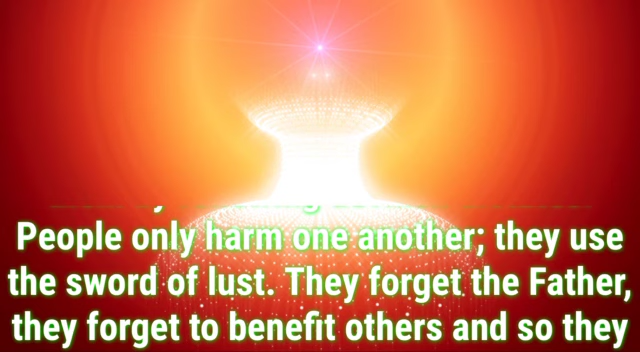 People only harm one another; they use
the sword of lust. They forget the Father,
they forget to benefit others and so they